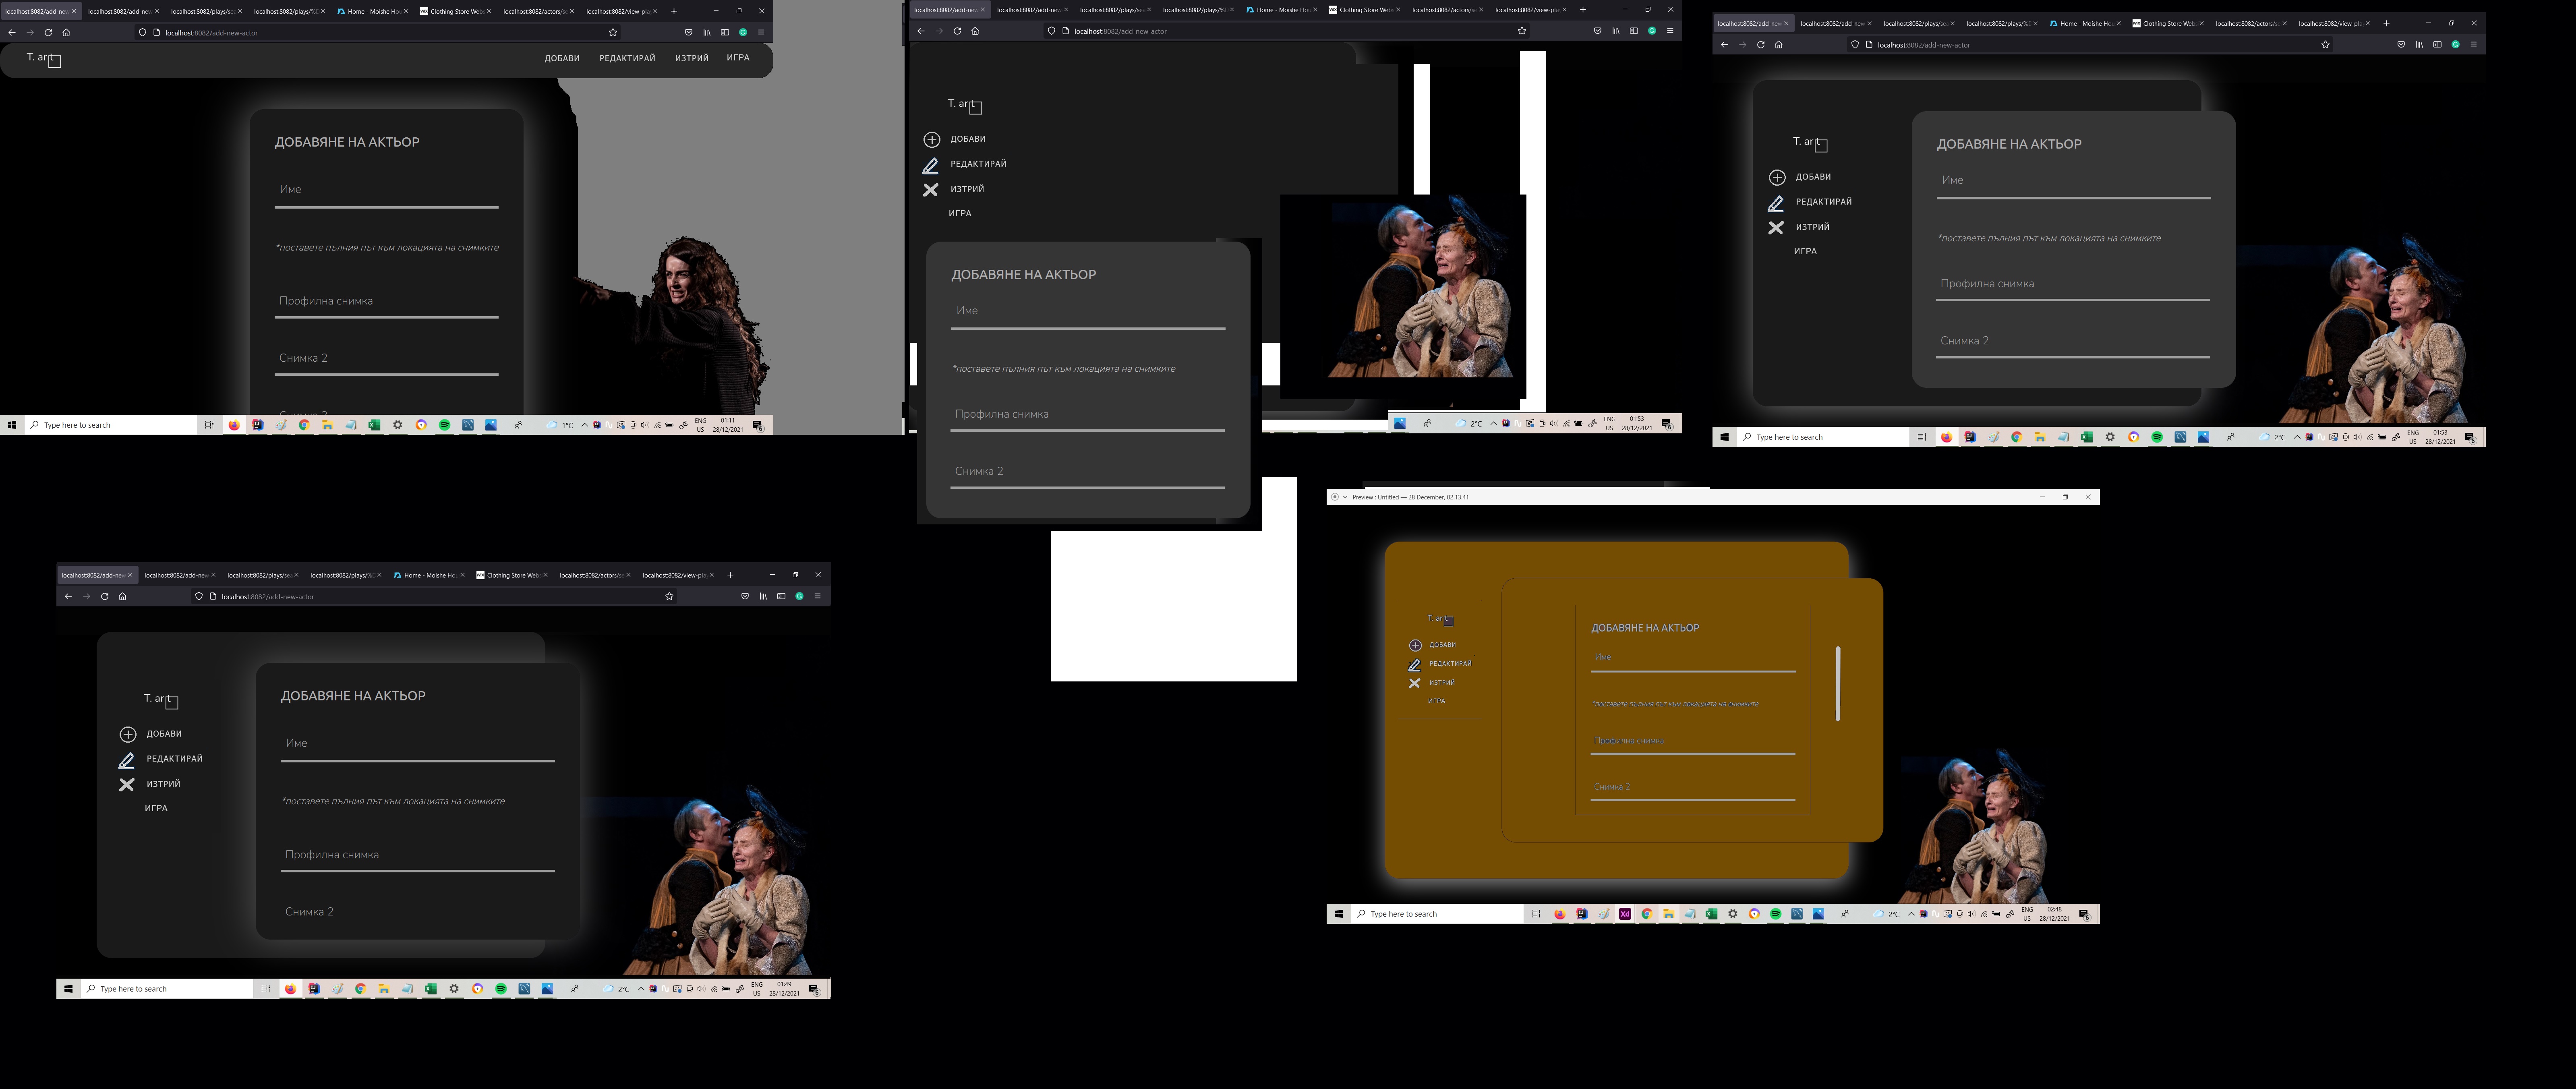 localhost:8082/add-new
localhost:8082/add-new
localhost:8082/plays/sea
localhost:8082/plays/%D
Home - Moishe Hou
Clothing Store Webs
localhost:8082/actors/se
localhost:8082/view-pla
localhost:8082/add-new-actor
T. art
ДОБАВИ
РЕДАКТИРАЙ
ИЗТРИЙ
ИГРА
ДОБАВЯНЕ НА АКТЬОР
Име
*поставете пълния път към локацията на снимките
Профилна снимка
Снимка 2
Type here to search
1°C
ENG
US
01:11
28/12/2021
localhost:8082/add-new
localhost:8082/add-new
localhost:8082/plays/sea
localhost:8082/plays/%D
Home - Moishe Hou
Clothing Store Webs
localhost:8082/actors/se
localhost:8082/view-pla
localhost:8082/add-new-actor
T. art
ДОБАВИ
РЕДАКТИРАЙ
ИЗТРИЙ
ИГРА
ДОБАВЯНЕ НА АКТЬОР
Име
*поставете пълния път към локацията на снимките
Профилна снимка
Снимка 2
2°C
ENG
US
01:53
28/12/2021
localhost:8082/add-new
localhost:8082/add-new
localhost:8082/plays/sea
localhost:8082/plays/%D
Home - Moishe Hou
Clothing Store Webs
localhost:8082/actors/se
localhost:8082/view-pla
localhost:8082/add-new-actor
T. art
ДОБАВИ
РЕДАКТИРАЙ
ИЗТРИЙ
ИГРА
ДОБАВЯНЕ НА АКТЬОР
Име
*поставете пълния път към локацията на снимките
Профилна снимка
Снимка 2
Type here to search
2°C
ENG
US
01:53
28/12/2021
localhost:8082/add-new
localhost:8082/add-new
localhost:8082/plays/sea
localhost:8082/plays/%D
Home - Moishe Hou
Clothing Store Webs
localhost:8082/actors/se
localhost:8082/view-pla
localhost:8082/add-new-actor
T. art
ДОБАВИ
РЕДАКТИРАЙ
ИЗТРИЙ
ИГРА
ДОБАВЯНЕ НА АКТЬОР
Име
*поставете пълния път към локацията на снимките
Профилна снимка
Снимка 2
Type here to search
2°C
ENG
US
01:49
28/12/2021
Preview : Untitled — 28 December, 02.13.41
T. art
ДОБАВИ
РЕДАКТИРАЙ
ИЗТРИЙ
ИГРА
ДОБАВЯНЕ НА АКТЬОР
Име
*поставете пълния път към локацията на снимките
Профилна снимка
Снимка 2
Type here to search
2°C
ENG
US
02:48
28/12/2021